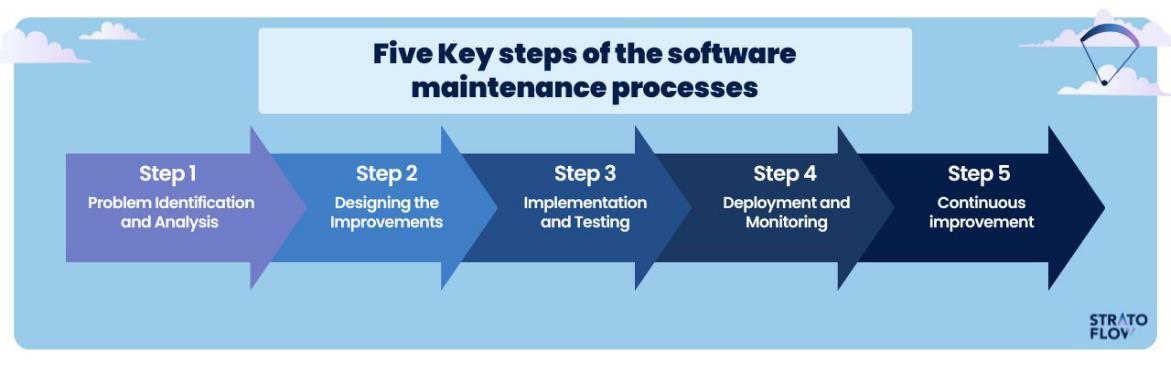 Five Key steps of the software
maintenance processes
Step 1
Problem Identification
and Analysis
Step 2
Designing the
Improvements
Step 3
Implementation
and Testing
Step 4
Deployment and
Monitoring
Step 5
Continuous
improvement
STRATO
FLOW